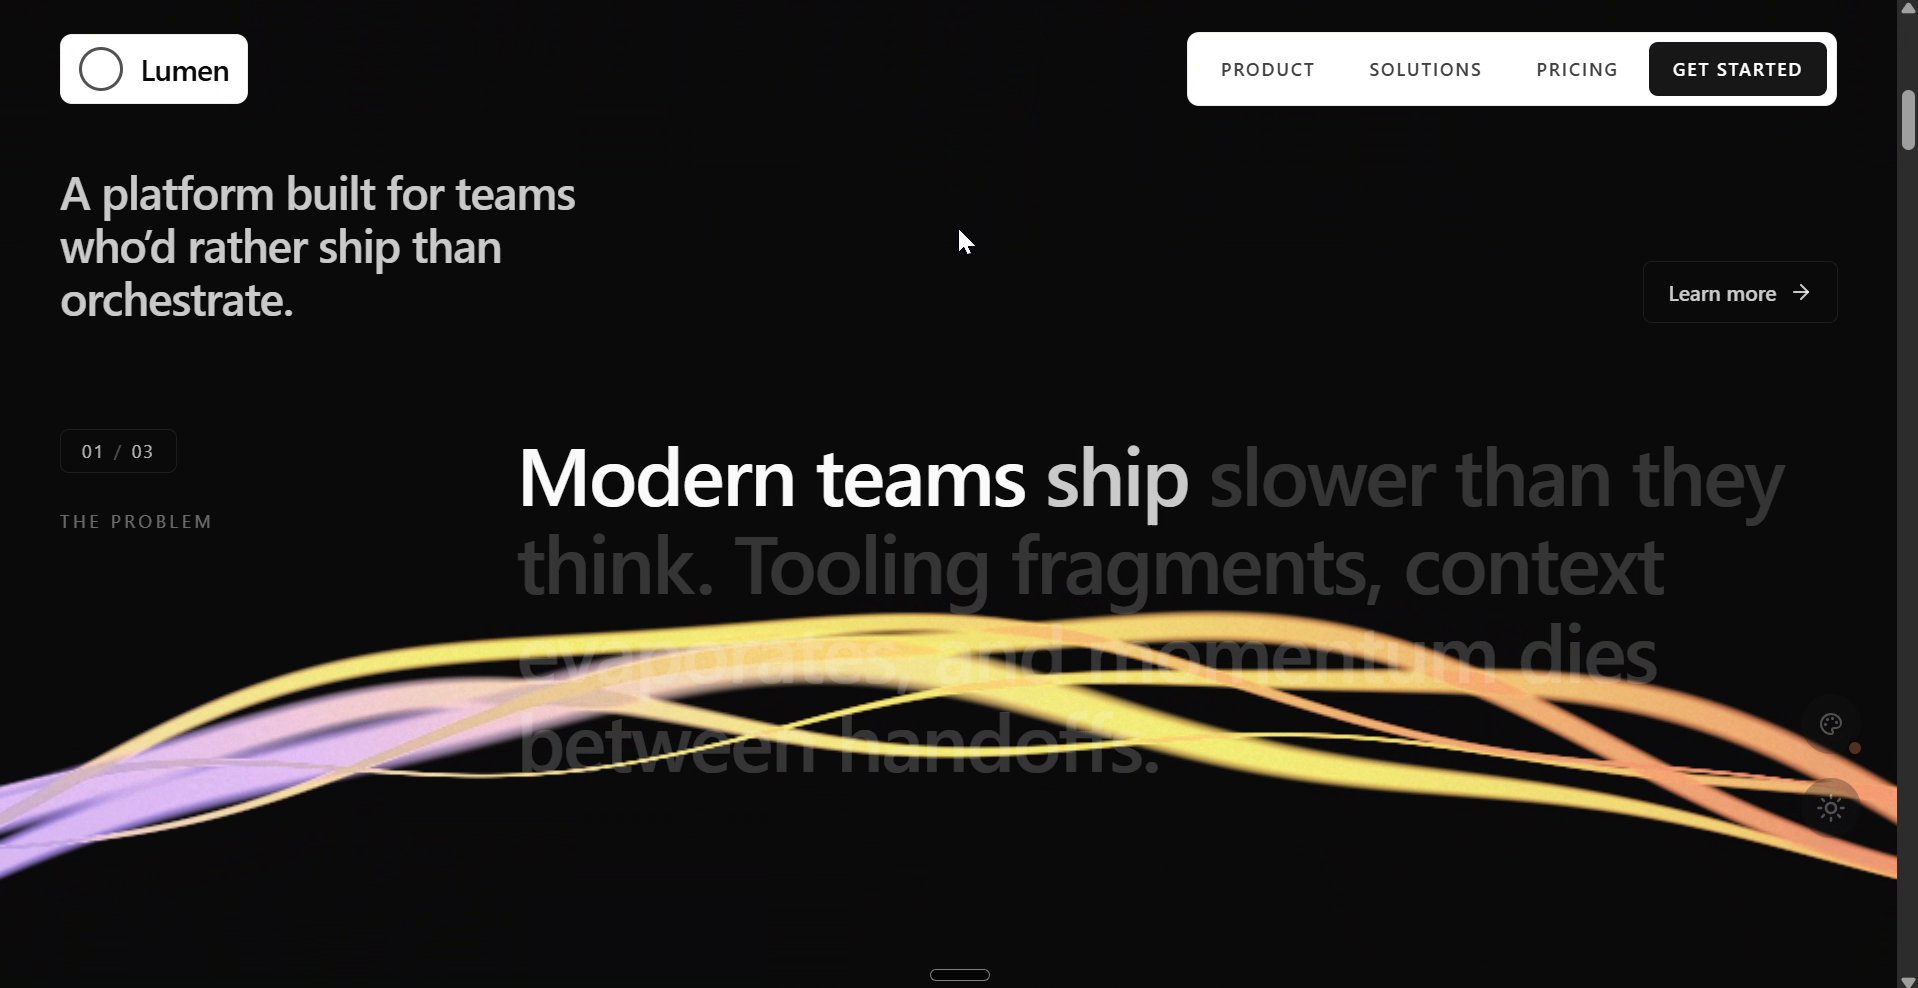 Lumen
PRODUCT
SOLUTIONS
PRICING
GET STARTED
A platform built for teams
who’d rather ship than
orchestrate.
Learn more
01 / 03
THE PROBLEM
Modern teams ship slower than they
think. Tooling fragments, context
evaporates, and momentum dies
between handoffs.